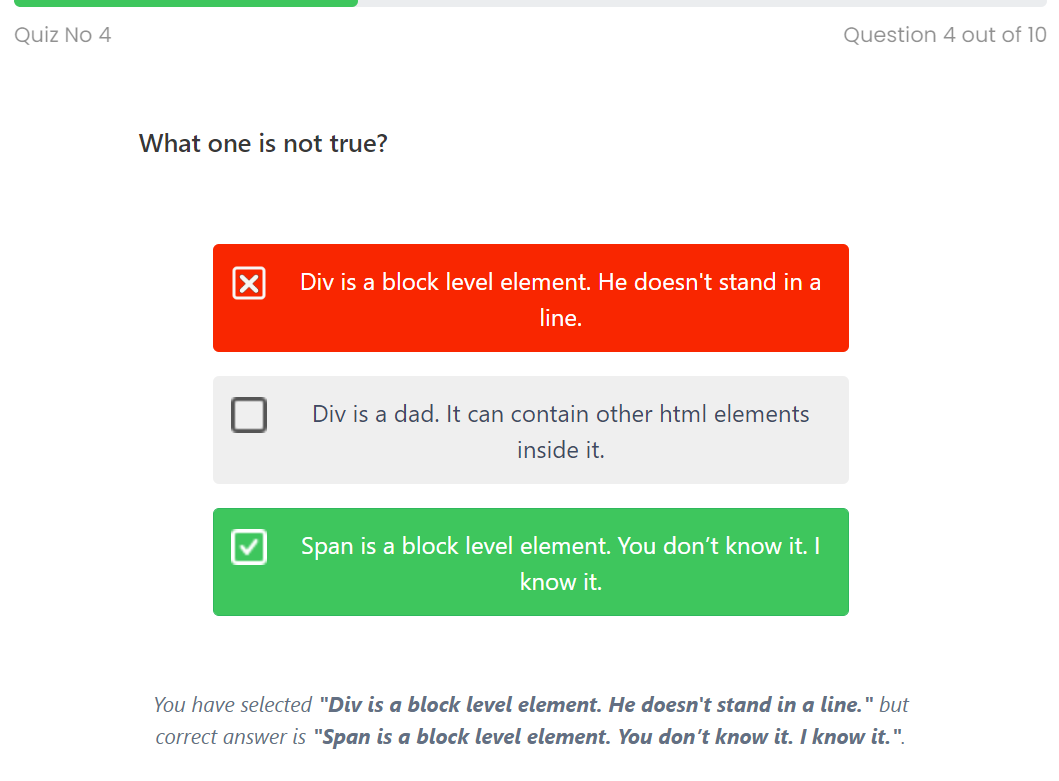 Quiz No 4
Question 4 out of 10
What one is not true?
Div is a block level element. He doesn't stand in a
line.
Div is a dad. It can contain other html elements
inside it.
Span is a block level element. You don’t know it. I
know it.
You have selected "Div is a block level element. He doesn't stand in a line." but
correct answer is "Span is a block level element. You don’t know it. I know it.".